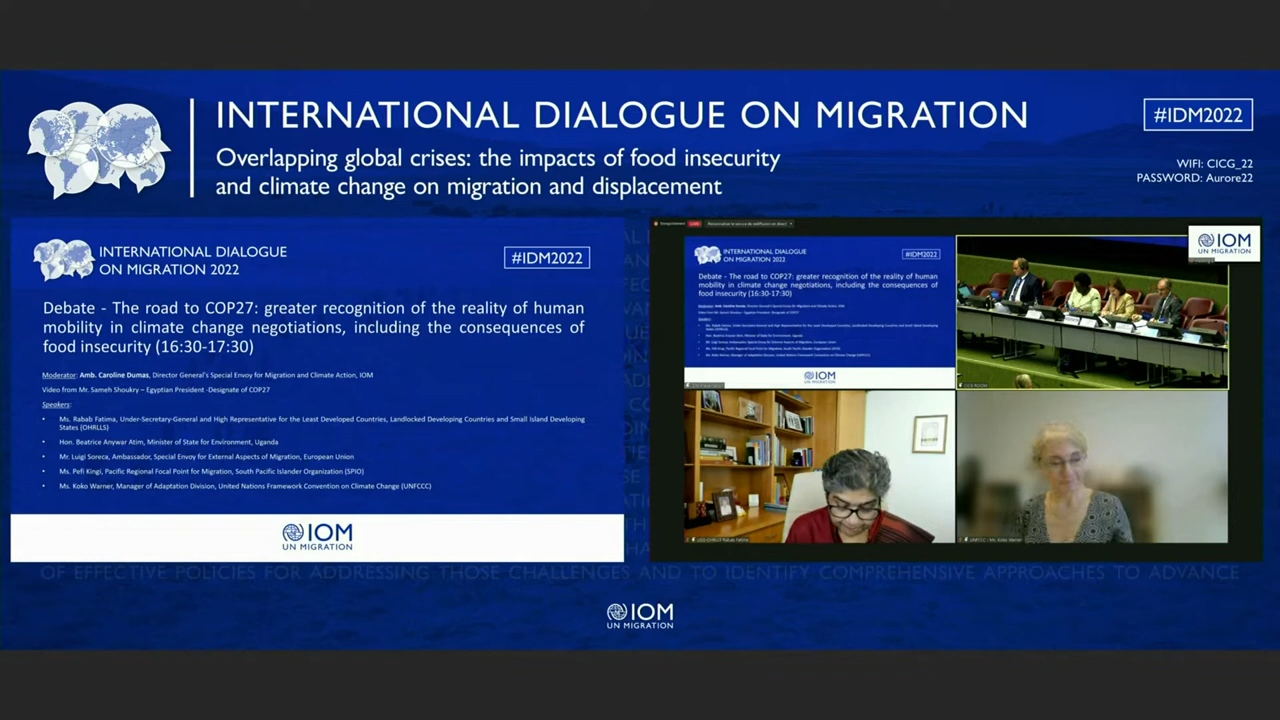 INTERNATIONAL DIALOGUE ON MIGRATION
Overlapping global crises: the impacts of food insecurity
and climate change on migration and displacement
#IDM2022
WIFI: CICG_22
PASSWORD: Aurore22
INTERNATIONAL DIALOGUE
ON MIGRATION 2022
#IDM2022
Debate - The road to COP27: greater recognition of the reality of human
mobility in climate change negotiations, including the consequences of
food insecurity (16:30-17:30)
Moderator: Amb. Caroline Dumas, Director General's Special Envoy for Migration and Climate Action, IOM
Video from Mr. Sameh Shoukry – Egyptian President -Designate of COP27
Speakers:
• Ms. Rabab Fatima, Under-Secretary-General and High Representative for the Least Developed Countries, Landlocked Developing Countries and Small Island Developing
States (OHRLLS)
• Hon. Beatrice Anywar Atim, Minister of State for Environment, Uganda
• Mr. Luigi Soreca, Ambassador, Special Envoy for External Aspects of Migration, European Union
• Ms. Pefi Kingi, Pacific Regional Focal Point for Migration, South Pacific Islander Organization (SPIO)
• Ms. Koko Warner, Manager of Adaptation Division, United Nations Framework Convention on Climate Change (UNFCCC)
IOM
UN MIGRATION
LIVE
INTERNATIONAL DIALOGUE
ON MIGRATION 2022
#IDM2022
Debate - The road to COP27: greater recognition of the reality of human
mobility in climate change negotiations, including the consequences of
food insecurity (16:30-17:30)
IOM
IOM
UN MIGRATION
OF EFFECTIVE POLICIES FOR ADDRESSING THOSE CHALLENGES AND TO IDENTIFY COMPREHENSIVE APPROACHES TO ADVANCE
IOM
UN MIGRATION